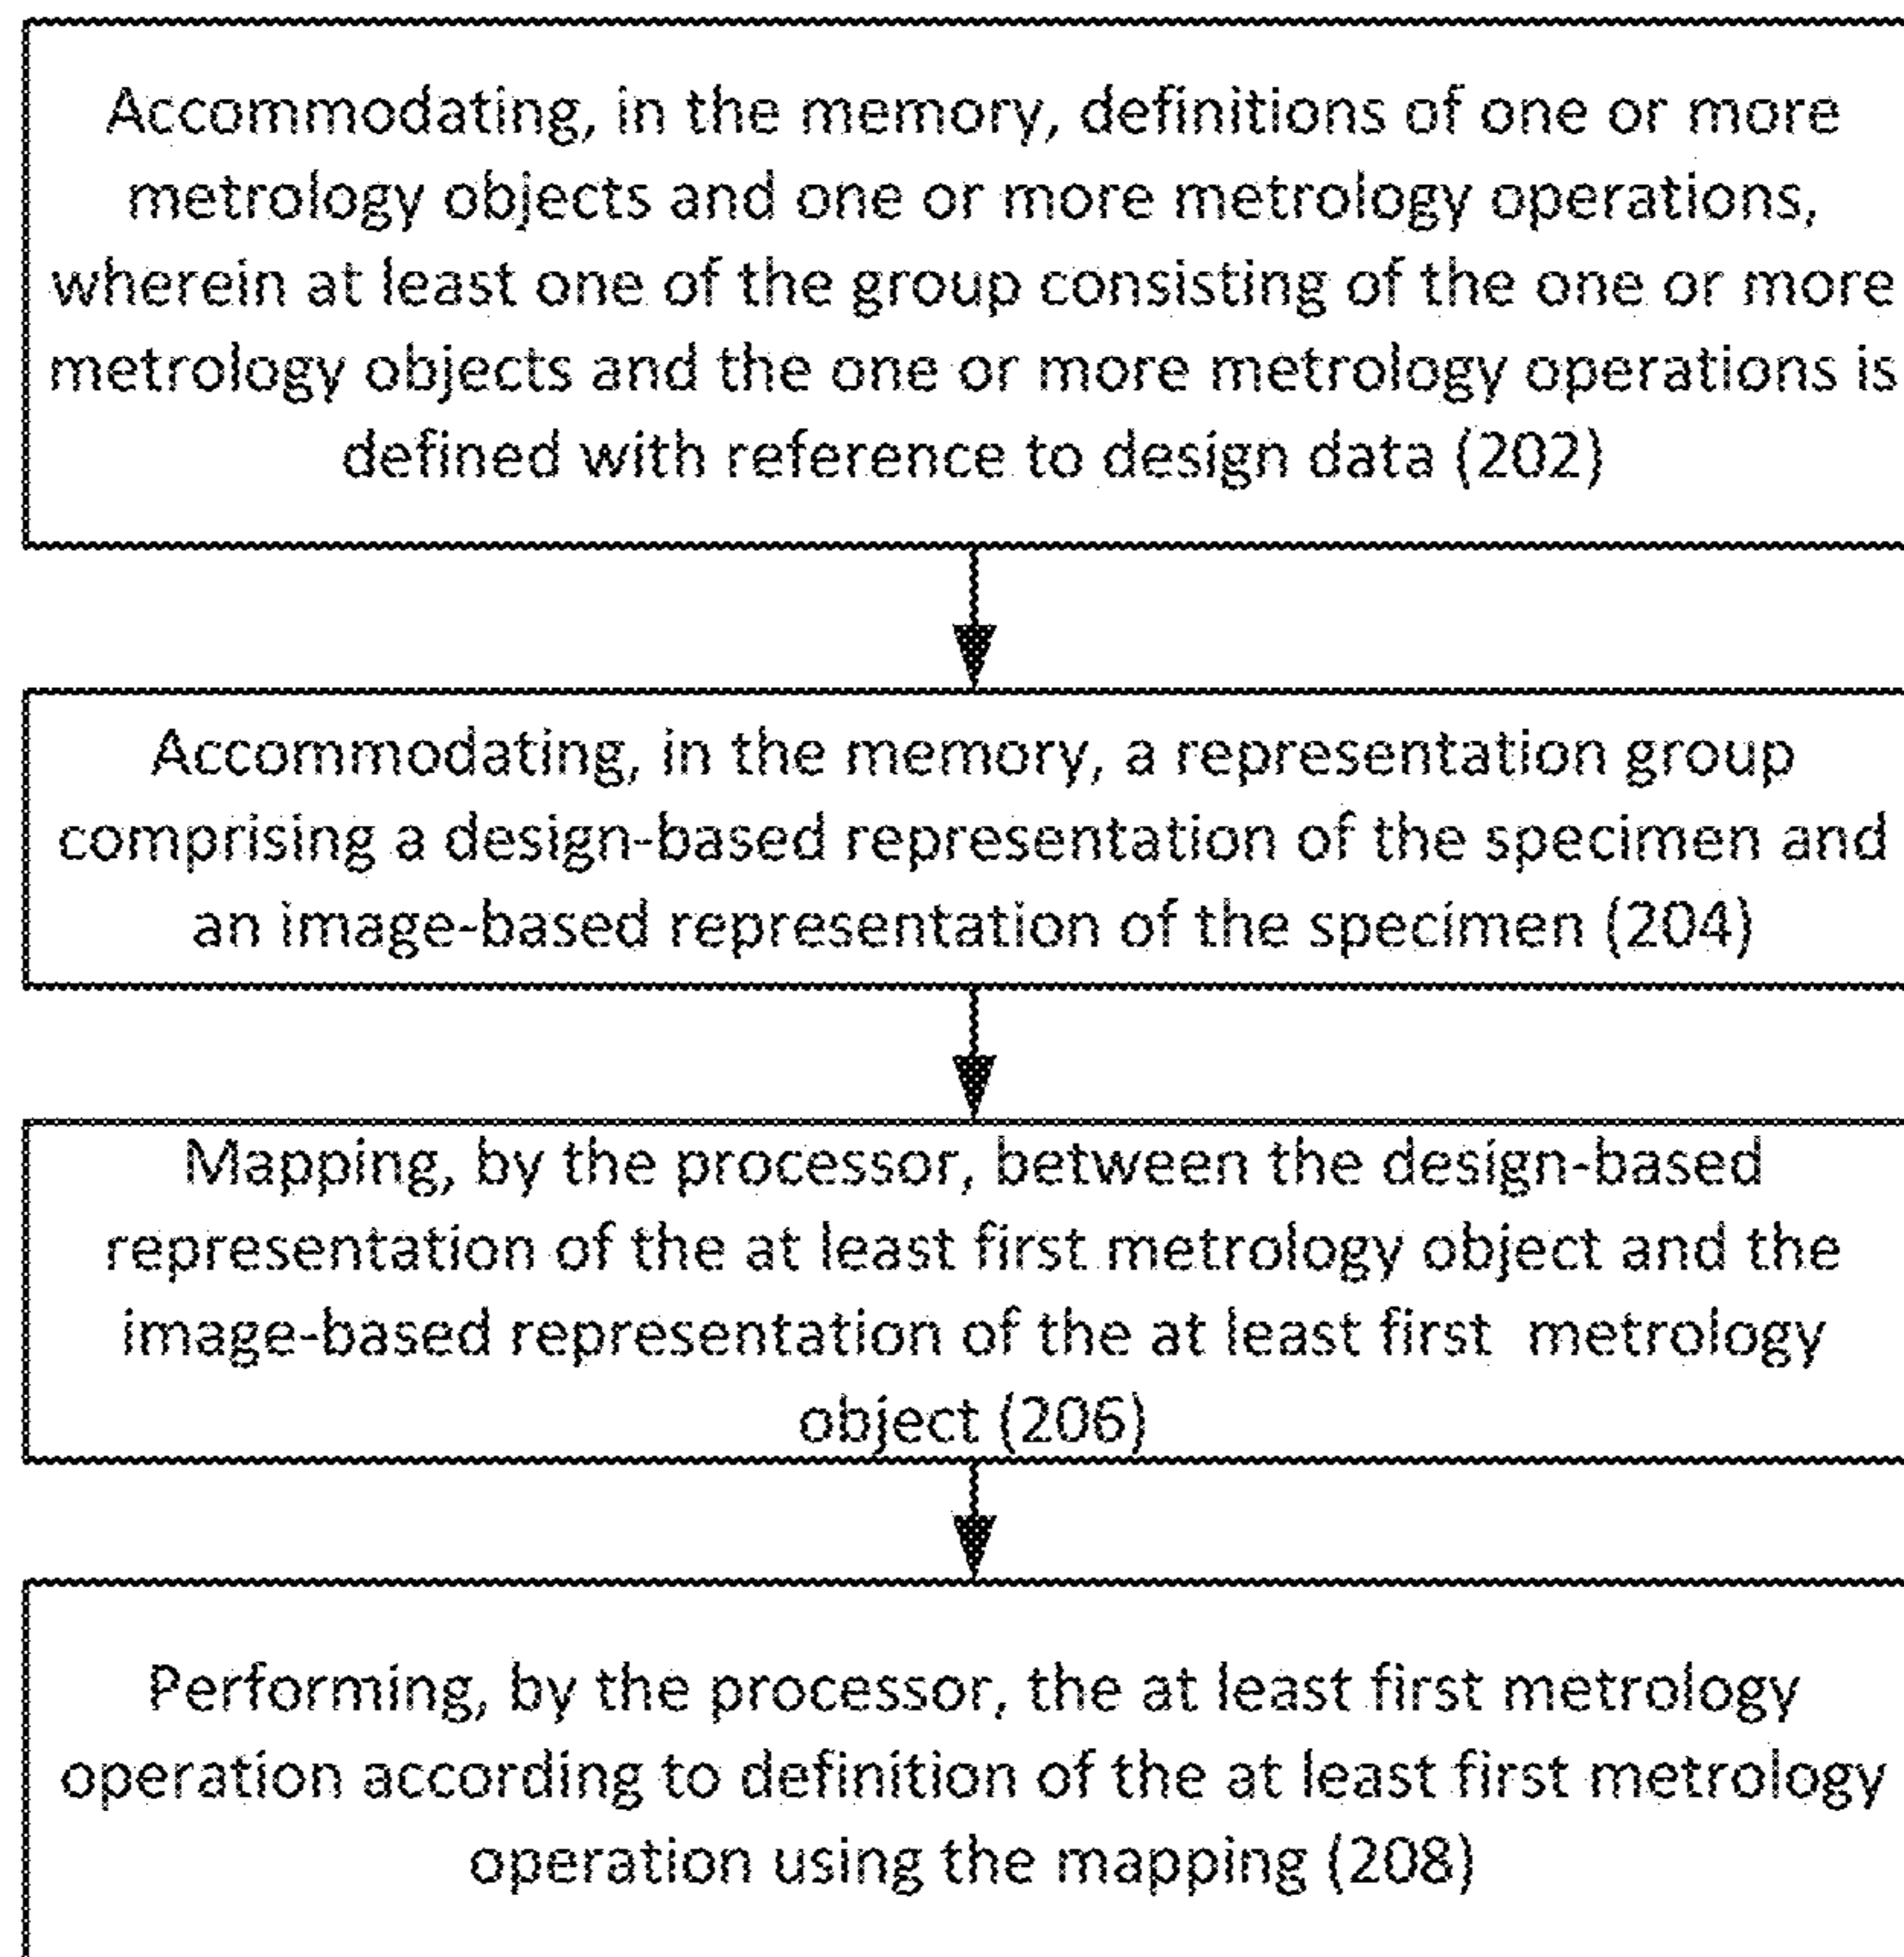 Accommodating, in the memory, definitions of one or more
metrology objects and one or more metrology operations,
wherein at least one of the group consisting of the one or more
metrology objects and the one or more metrology operations is
defined with reference to design data (202)
Accommodating, in the memory, a representation group
comprising a design-based representation of the specimen and
an image-based representation of the specimen (204)
Mapping, by the processor, between the design-based
representation of the at least first metrology object and the
image-based representation of the at least first metrology
object (206)
Performing, by the processor, the at least first metrology
operation according to definition of the at least first metrology
operation using the mapping (208)